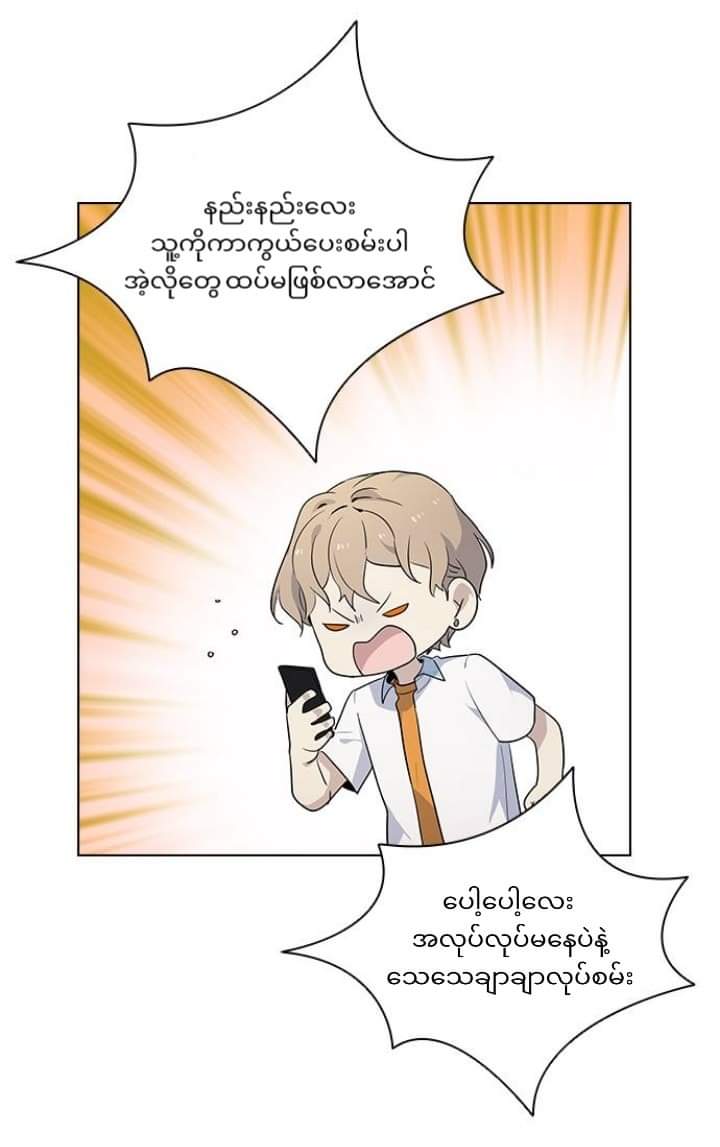 နည်းနည်းလေး
သူ့ကိုကာကွယ်ပေးစမ်းပါ
အဲ့လိုတွေ ထပ်မဖြစ်လာအောင်
ပေါ့ပေါ့လေး
အလုပ်လုပ်မနေပဲနဲ့
သေသေချာချာလုပ်စမ်း